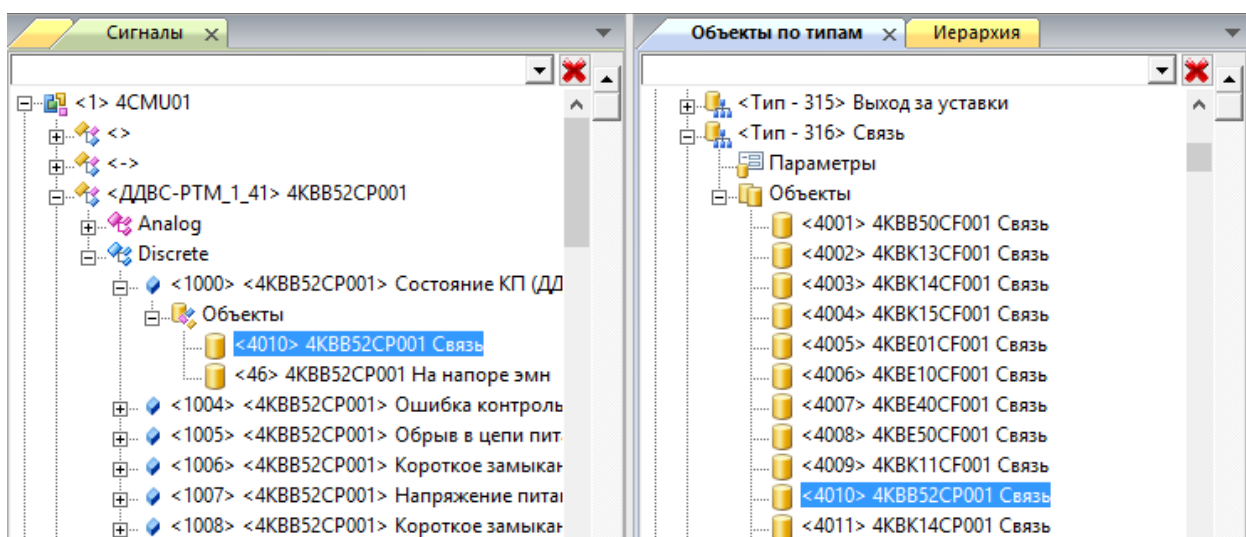 Сигналы
<1> 4CMU01
<>
<->
<ДДВС-РТМ_1_41> 4KBB52CP001
Analog
Discrete
<1000> <4KBB52CP001> Состояние КП (ДД
Объекты
<4010> 4KBB52CP001 Связь
<46> 4KBB52CP001 На напоре эмн
<1004> <4KBB52CP001> Ошибка контроль
<1005> <4KBB52CP001> Обрыв в цепи пит
<1006> <4KBB52CP001> Короткое замыкан
<1007> <4KBB52CP001> Напряжение питан
<1008> <4KBB52CP001> Короткое замыкан
Объекты по типам
Иерархия
<Тип - 315> Выход за уставки
<Тип - 316> Связь
Параметры
Объекты
<4001> 4KBB50CF001 Связь
<4002> 4KBK13CF001 Связь
<4003> 4KBK14CF001 Связь
<4004> 4KBK15CF001 Связь
<4005> 4KBE01CF001 Связь
<4006> 4KBE10CF001 Связь
<4007> 4KBE40CF001 Связь
<4008> 4KBE50CF001 Связь
<4009> 4KBK11CF001 Связь
<4010> 4KBB52CP001 Связь
<4011> 4KBK14CP001 Связь